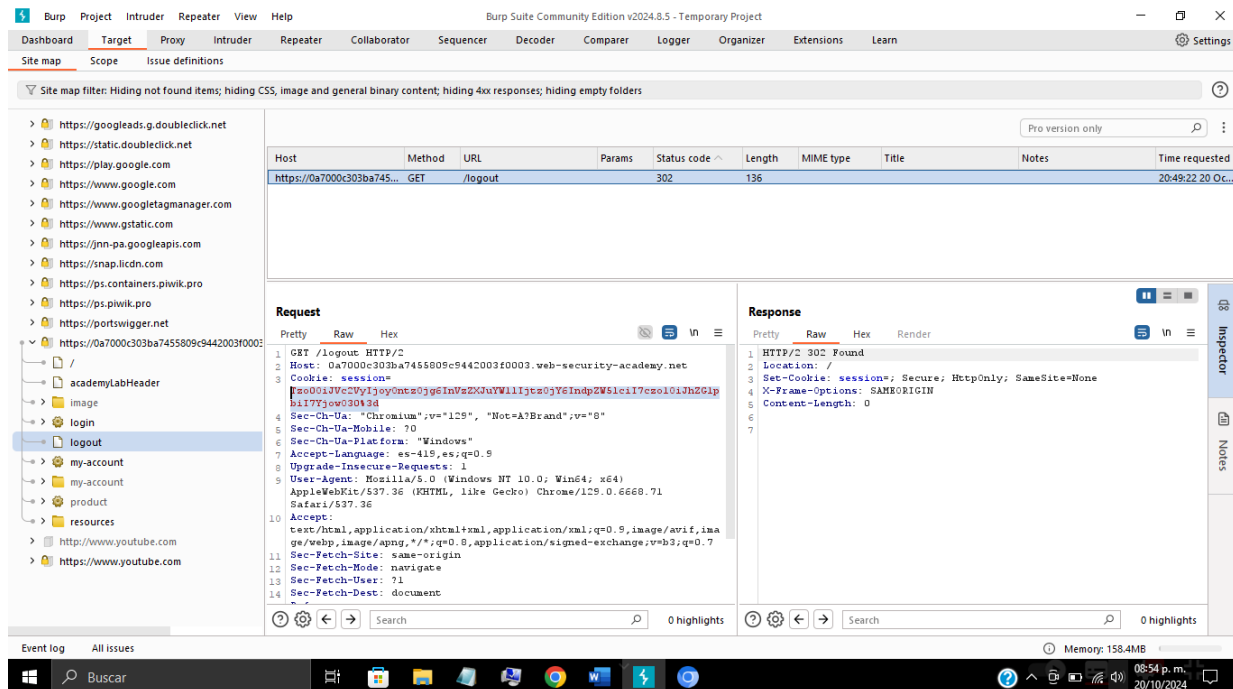 Burp Project Intruder Repeater View Help Burp Suite Community Edition v2024.8.5 - Temporary Project
Dashboard Target Proxy Intruder Repeater Collaborator Sequencer Decoder Comparer Logger Organizer Extensions Learn Settings
Site map Scope Issue definitions
Site map filter: Hiding not found items; hiding CSS, image and general binary content; hiding 4xx responses; hiding empty folders
https://googleads.g.doubleclick.net
https://static.doubleclick.net
https://play.google.com
https://www.google.com
https://www.googletagmanager.com
https://www.gstatic.com
https://jnn-pa.googleapis.com
https://snap.licdn.com
https://ps.containers.piwik.pro
https://ps.piwik.pro
https://portswigger.net
https://0a7000c303ba7455809c9442003f0003
/
academyLabHeader
image
login
logout
my-account
my-account
product
resources
http://www.youtube.com
https://www.youtube.com
Pro version only
Host Method URL Params Status code Length MIME type Title Notes Time requested
https://0a7000c303ba745... GET /logout 302 136 20:49:22 20 Oc...
Request
Pretty Raw Hex
\n
1 GET /logout HTTP/2
2 Host: 0a7000c303ba7455809c9442003f0003.web-security-academy.net
3 Cookie: session=
Tzo0OiJVc2VyIjoyOntzOjg6InVzZXJuYW1lIjtzOjY6IndpZW5lciI7czo1OiJhZG1p
biI7YjowO30%3d
4 Sec-Ch-Ua: "Chromium";v="129", "Not=A?Brand";v="8"
5 Sec-Ch-Ua-Mobile: ?0
6 Sec-Ch-Ua-Platform: "Windows"
7 Accept-Language: es-419,es;q=0.9
8 Upgrade-Insecure-Requests: 1
9 User-Agent: Mozilla/5.0 (Windows NT 10.0; Win64; x64)
AppleWebKit/537.36 (KHTML, like Gecko) Chrome/129.0.6668.71
Safari/537.36
10 Accept:
text/html,application/xhtml+xml,application/xml;q=0.9,image/avif,ima
ge/webp,image/apng,*/*;q=0.8,application/signed-exchange;v=b3;q=0.7
11 Sec-Fetch-Site: same-origin
12 Sec-Fetch-Mode: navigate
13 Sec-Fetch-User: ?1
14 Sec-Fetch-Dest: document
Search 0 highlights
Response
Pretty Raw Hex Render
\n
1 HTTP/2 302 Found
2 Location: /
3 Set-Cookie: session=; Secure; HttpOnly; SameSite=None
4 X-Frame-Options: SAMEORIGIN
5 Content-Length: 0
6
7
Search 0 highlights
Inspector
Notes
Event log All issues Memory: 158.4MB
Buscar
08:54 p. m.
20/10/2024